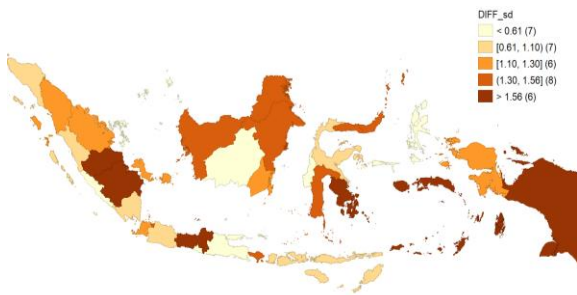 DIFF_sd
< 0.61 (7)
[0.61, 1.10) (7)
[1.10, 1.30] (6)
(1.30, 1.56] (8)
> 1.56 (6)